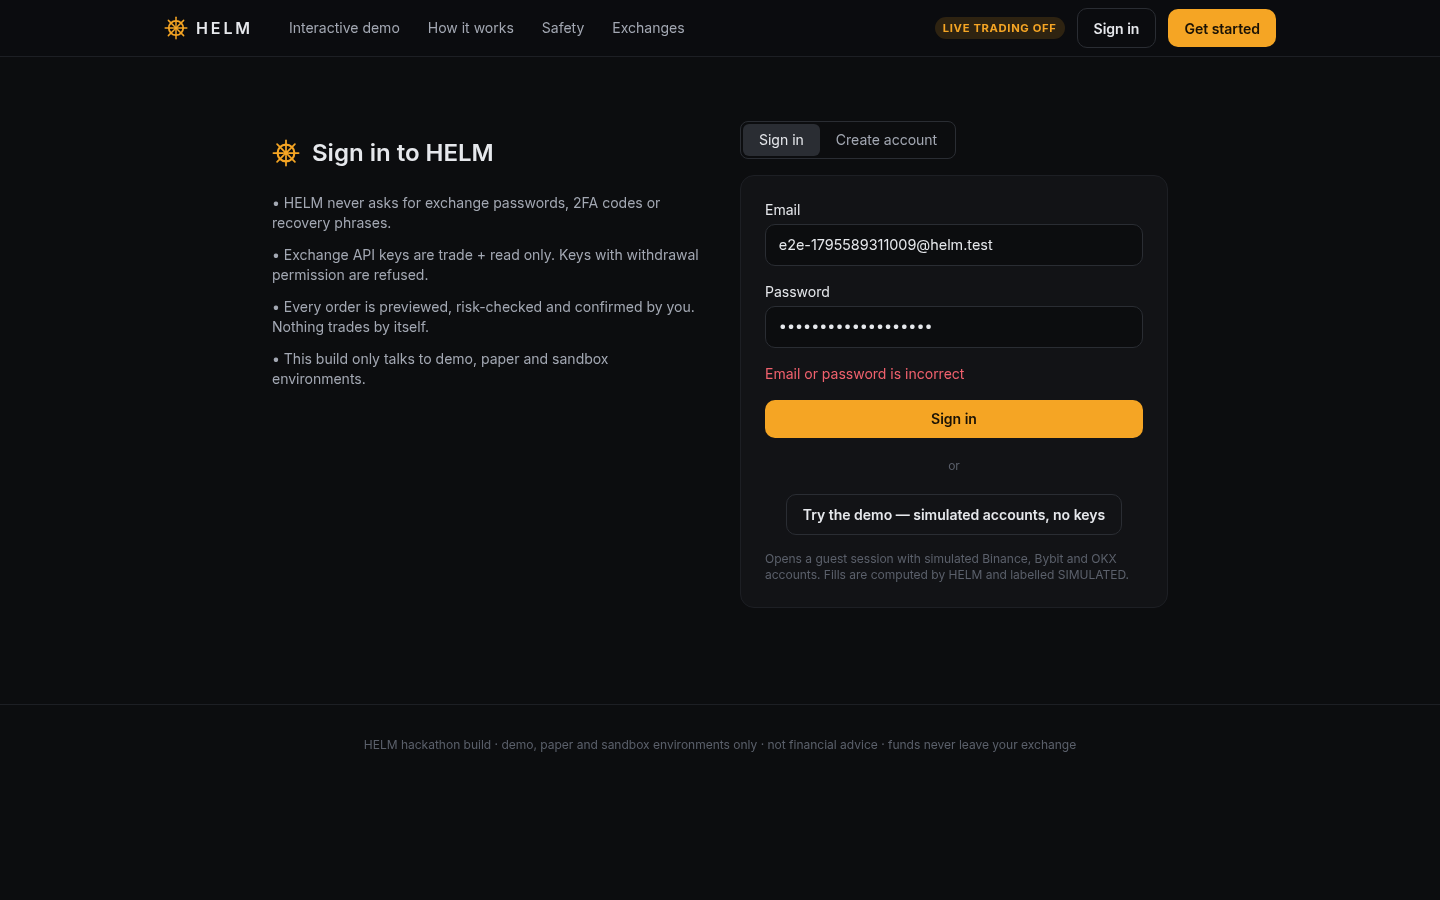 HELM
Interactive demo
How it works
Safety
Exchanges
LIVE TRADING OFF
Sign in
Get started
Sign in to HELM
• HELM never asks for exchange passwords, 2FA codes or
recovery phrases.
• Exchange API keys are trade + read only. Keys with withdrawal
permission are refused.
• Every order is previewed, risk-checked and confirmed by you.
Nothing trades by itself.
• This build only talks to demo, paper and sandbox
environments.
Sign in
Create account
Email
e2e-1795589311009@helm.test
Password
•••••••••••••••••••
Email or password is incorrect
Sign in
or
Try the demo — simulated accounts, no keys
Opens a guest session with simulated Binance, Bybit and OKX
accounts. Fills are computed by HELM and labelled SIMULATED.
HELM hackathon build · demo, paper and sandbox environments only · not financial advice · funds never leave your exchange